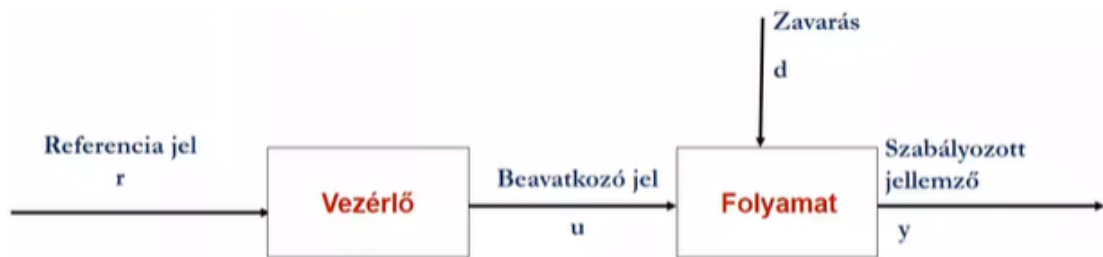 Zavarás
d
Referencia jel
r
Vezérlő
Beavatkozó jel
u
Folyamat
Szabályozott
jellemző
y